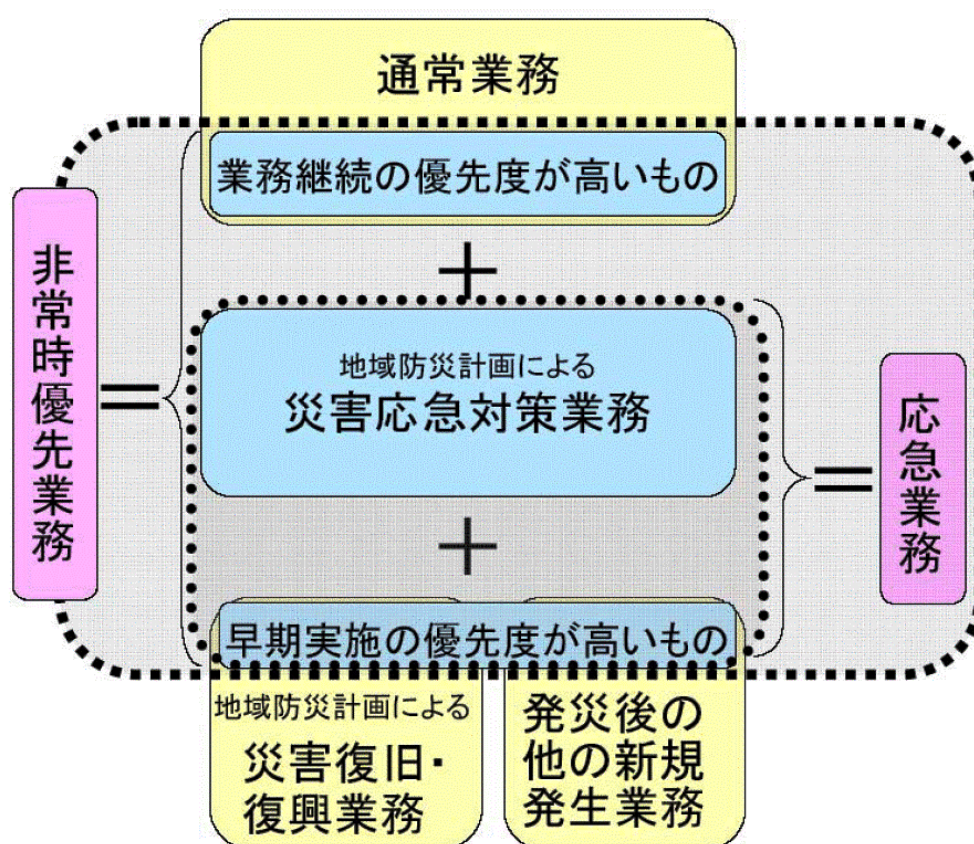 通常業務
業務継続の優先度が高いもの
＋
非常時優先業務
＝
地域防災計画による
災害応急対策業務
＝
応急業務
＋
早期実施の優先度が高いもの
地域防災計画による
災害復旧・
復興業務
発災後の
他の新規
発生業務